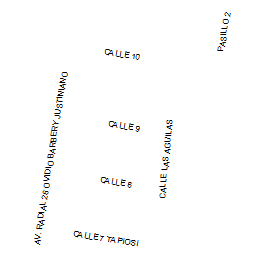 PASILLO 2
CALLE 10
AV. RADIAL 26 OVIDIO BARBERY JUSTINIANO
CALLE 9
CALLE LAS AGUILAS
CALLE 8
CALLE 7 TAPIOSI